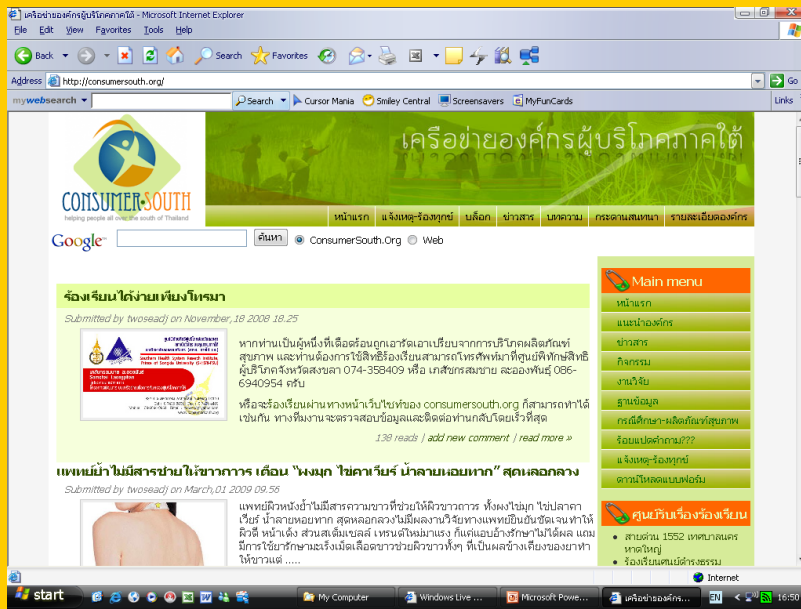 เครือข่ายองค์กรผู้บริโภคภาคใต้ - Microsoft Internet Explorer
File Edit View Favorites Tools Help
Back Search Favorites
Address http://consumersouth.org/ Go
mywebsearch Search Cursor Mania Smiley Central Screensavers MyFunCards Links
เครือข่ายองค์กรผู้บริโภคภาคใต้
CONSUMER SOUTH
helping people all over the south of Thailand
หน้าแรก แจ้งเหตุ-ร้องทุกข์ บล็อก ข่าวสาร บทความ กระดานสนทนา รายละเอียดองค์กร
Google ค้นหา ConsumerSouth.Org Web
ร้องเรียนได้ง่ายเพียงโทรมา
Submitted by twoseadj on November,18 2008 18.25
หากท่านเป็นผู้หนึ่งที่เดือดร้อนถูกเอารัดเอาเปรียบจากการบริโภคผลิตภัณฑ์
สุขภาพ และท่านต้องการใช้สิทธิร้องเรียนสามารถโทรศัพท์มาที่ศูนย์พิทักษ์สิทธิ
ผู้บริโภคจังหวัดสงขลา 074-358409 หรือ เภสัชกรสมชาย ละอองพันธุ์ 086-
6940954 ครับ
หรือจะร้องเรียนผ่านทางหน้าเว็บไซท์ของ consumersouth.org ก็สามารถทำได้
เช่นกัน ทางทีมงานจะตรวจสอบข้อมูลและติดต่อท่านกลับโดยเร็วที่สุด
138 reads | add new comment | read more »
แพทย์ย้ำไม่มีสารช่วยให้ขาวถาวร เตือน “ผงมุก ไข่คาเวียร์ น้ำลายหอยทาก” สุดหลอกลวง
Submitted by twoseadj on March,01 2009 09.56
แพทย์ผิวหนังย้ำไม่มีสารความขาวที่ช่วยให้ผิวขาวถาวร ทั้งผงไข่มุก ไข่ปลาคา
เวียร์ น้ำลายหอยทาก สุดหลอกลวงไม่มีผลงานวิจัยทางแพทย์ยืนยันชัดเจนทำให้
ผิวดี หน้าเด้ง ส่วนสเต็มเซลล์ เทรนด์ใหม่มาแรง ก็แค่แอบอ้างรักษาไม่ได้ผล แถม
มีการใช้ยารักษามะเร็งเม็ดเลือดขาวช่วยผิวขาวทั้งๆ ที่เป็นผลข้างเคียงของยาทำ
ให้ขาวแต่ .....
Main menu
หน้าแรก
แนะนำองค์กร
ข่าวสาร
กิจกรรม
งานวิจัย
ฐานข้อมูล
กรณีศึกษา-ผลิตภัณฑ์สุขภาพ
ร้อยแปดคำถาม???
แจ้งเหตุ-ร้องทุกข์
ดาวน์โหลดแบบฟอร์ม
ศูนย์รับเรื่องร้องเรียน
สายด่วน 1552 เทศบาลนคร
หาดใหญ่
ร้องเรียนศูนย์ดำรงธรรม
Internet
start My Computer Windows Live ... Microsoft Powe... เครือข่ายองค์กร... EN 16:50